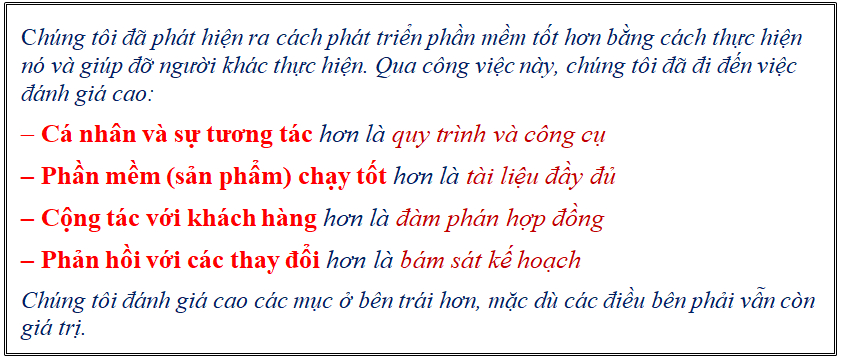 Chúng tôi đã phát hiện ra cách phát triển phần mềm tốt hơn bằng cách thực hiện
nó và giúp đỡ người khác thực hiện. Qua công việc này, chúng tôi đã đi đến việc
đánh giá cao:
– Cá nhân và sự tương tác hơn là quy trình và công cụ
– Phần mềm (sản phẩm) chạy tốt hơn là tài liệu đầy đủ
– Cộng tác với khách hàng hơn là đàm phán hợp đồng
– Phản hồi với các thay đổi hơn là bám sát kế hoạch
Chúng tôi đánh giá cao các mục ở bên trái hơn, mặc dù các điều bên phải vẫn còn
giá trị.